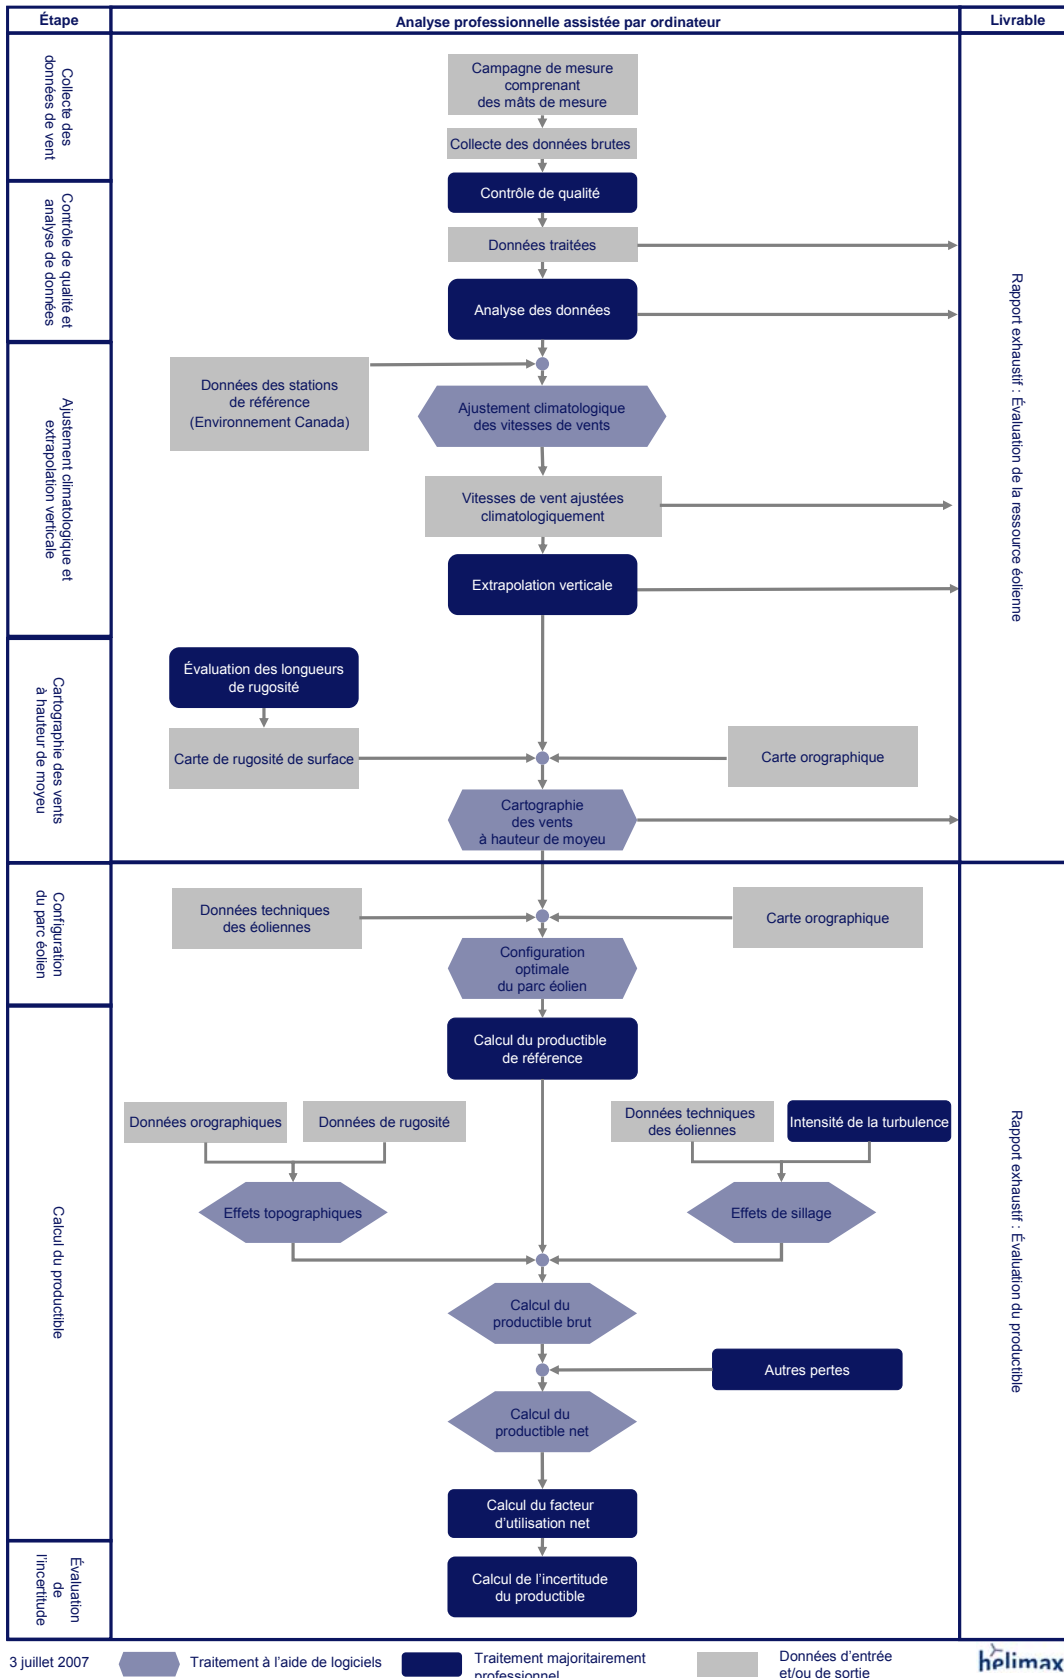 Étape
Analyse professionnelle assistée par ordinateur
Livrable
Collecte des
données de vent
Campagne de mesure
comprenant
des mâts de mesure
Collecte des données brutes
Contrôle de qualité et
analyse de données
Contrôle de qualité
Données traitées
Analyse des données
Rapport exhaustif : Évaluation de la ressource éolienne
Ajustement climatologique et
extrapolation verticale
Données des stations
de référence
(Environnement Canada)
Ajustement climatologique
des vitesses de vents
Vitesses de vent ajustées
climatologiquement
Extrapolation verticale
Cartographie des vents
à hauteur de moyeu
Évaluation des longueurs
de rugosité
Carte de rugosité de surface
Carte orographique
Cartographie
des vents
à hauteur de moyeu
Configuration
du parc éolien
Données techniques
des éoliennes
Carte orographique
Configuration
optimale
du parc éolien
Calcul du productible
Calcul du productible
de référence
Données orographiques
Données de rugosité
Données techniques
des éoliennes
Intensité de la turbulence
Effets topographiques
Effets de sillage
Rapport exhaustif : Évaluation du productible
Calcul du
productible brut
Autres pertes
Calcul du
productible net
Calcul du facteur
d'utilisation net
Évaluation
de
l'incertitude
Calcul de l'incertitude
du productible
3 juillet 2007
Traitement à l'aide de logiciels
Traitement majoritairement
professionnel
Données d'entrée
et/ou de sortie
hélimax